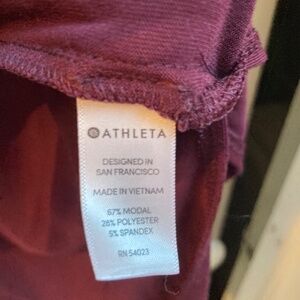 ATHLETA
DESIGNED IN
SAN FRANCISCO
MADE IN VIETNAM
67% MODAL
28% POLYESTER
5% SPANDEX
RN 54023